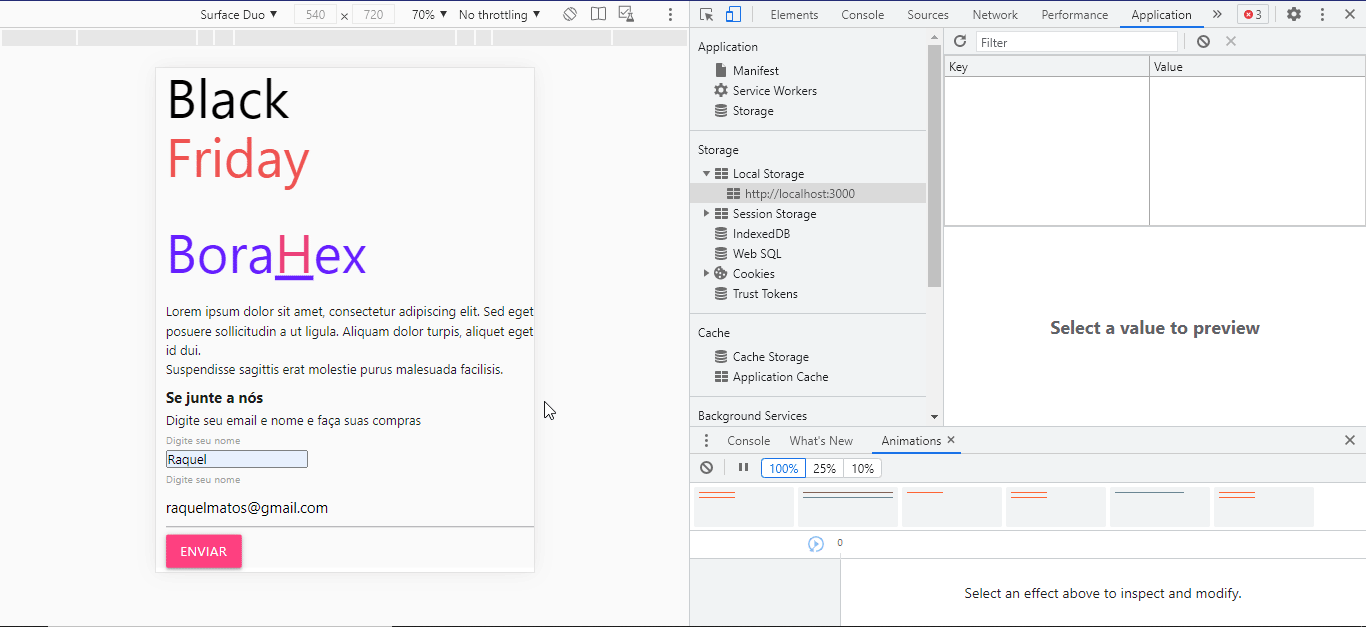 Surface Duo ▼ 540 × 720 70% ▼ No throttling ▼
Elements Console Sources Network Performance Application » 3
Black
Friday
BoraHex
Lorem ipsum dolor sit amet, consectetur adipiscing elit. Sed eget
posuere sollicitudin a ut ligula. Aliquam dolor turpis, aliquet eget
id dui.
Suspendisse sagittis erat molestie purus malesuada facilisis.
Se junte a nós
Digite seu email e nome e faça suas compras
Digite seu nome
Raquel
Digite seu nome
raquelmatos@gmail.com
ENVIAR
Application
Manifest
Service Workers
Storage
Storage
Local Storage
http://localhost:3000
Session Storage
IndexedDB
Web SQL
Cookies
Trust Tokens
Cache
Cache Storage
Application Cache
Background Services
Filter
Key Value
Select a value to preview
Console What's New Animations ×
100% 25% 10%
0
Select an effect above to inspect and modify.